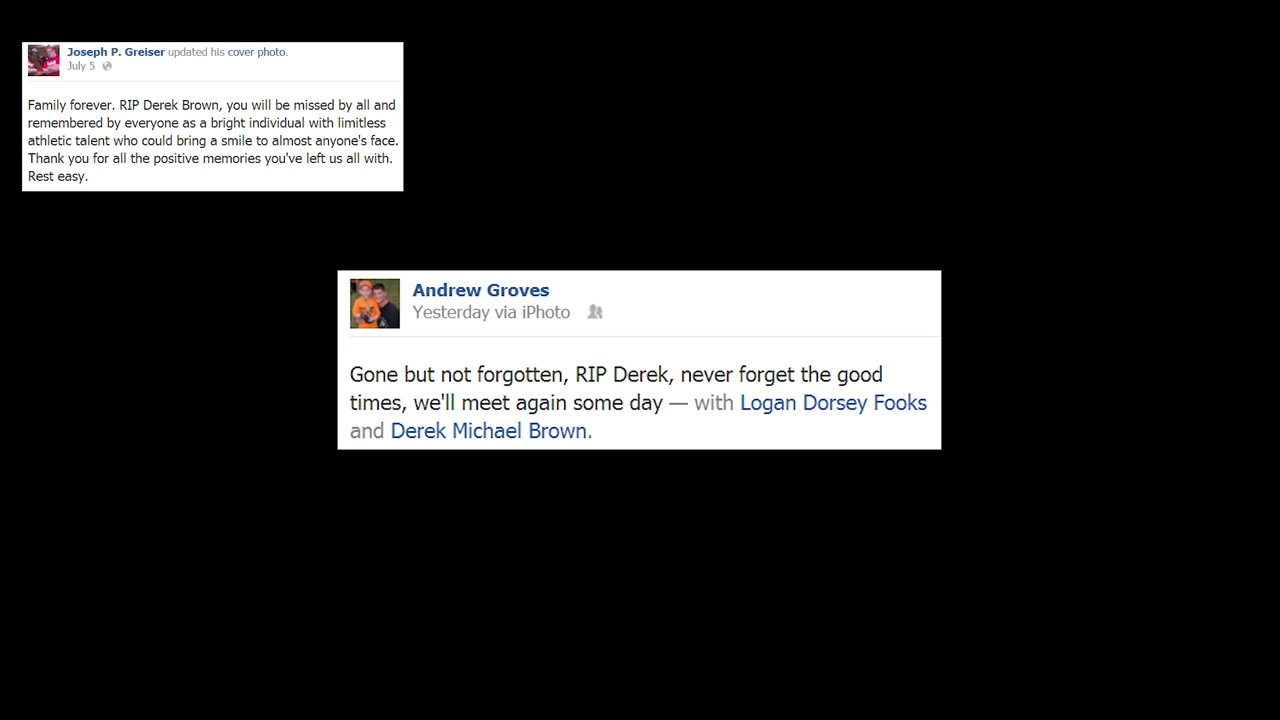 Joseph P. Greiser updated his cover photo.
July 5
Family forever. RIP Derek Brown, you will be missed by all and
remembered by everyone as a bright individual with limitless
athletic talent who could bring a smile to almost anyone's face.
Thank you for all the positive memories you've left us all with.
Rest easy.
Andrew Groves
Yesterday via iPhoto
Gone but not forgotten, RIP Derek, never forget the good
times, we'll meet again some day — with Logan Dorsey Fooks
and Derek Michael Brown.